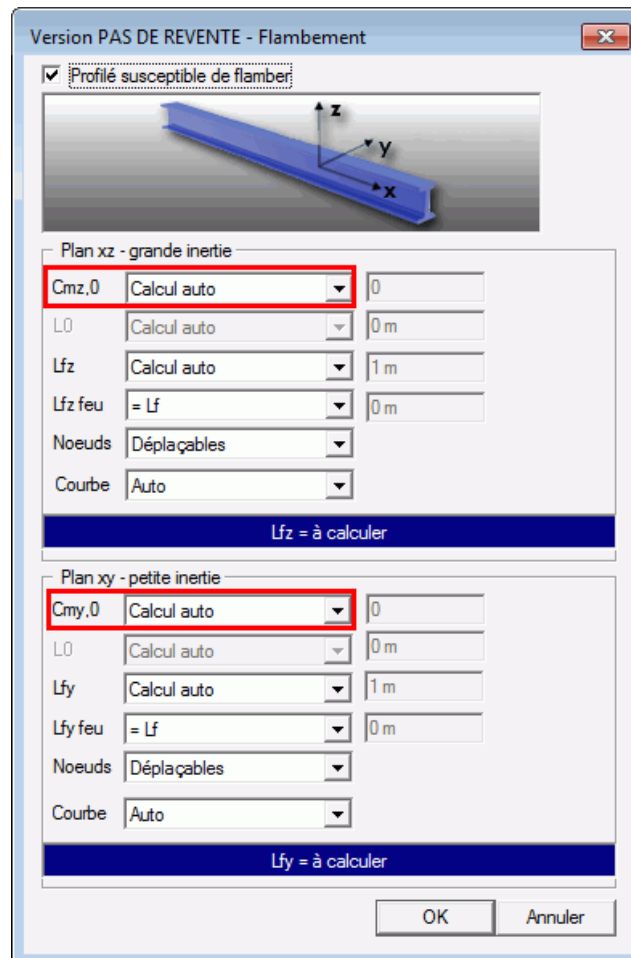 Version PAS DE REVENTE - Flambement
Profilé susceptible de flamber
z
y
x
Plan xz - grande inertie
Cmz,0 Calcul auto 0
L0 Calcul auto 0 m
Lfz Calcul auto 1 m
Lfz feu = Lf 0 m
Noeuds Déplaçables
Courbe Auto
Lfz = à calculer
Plan xy - petite inertie
Cmy,0 Calcul auto 0
L0 Calcul auto 0 m
Lfy Calcul auto 1 m
Lfy feu = Lf 0 m
Noeuds Déplaçables
Courbe Auto
Lfy = à calculer
OK Annuler